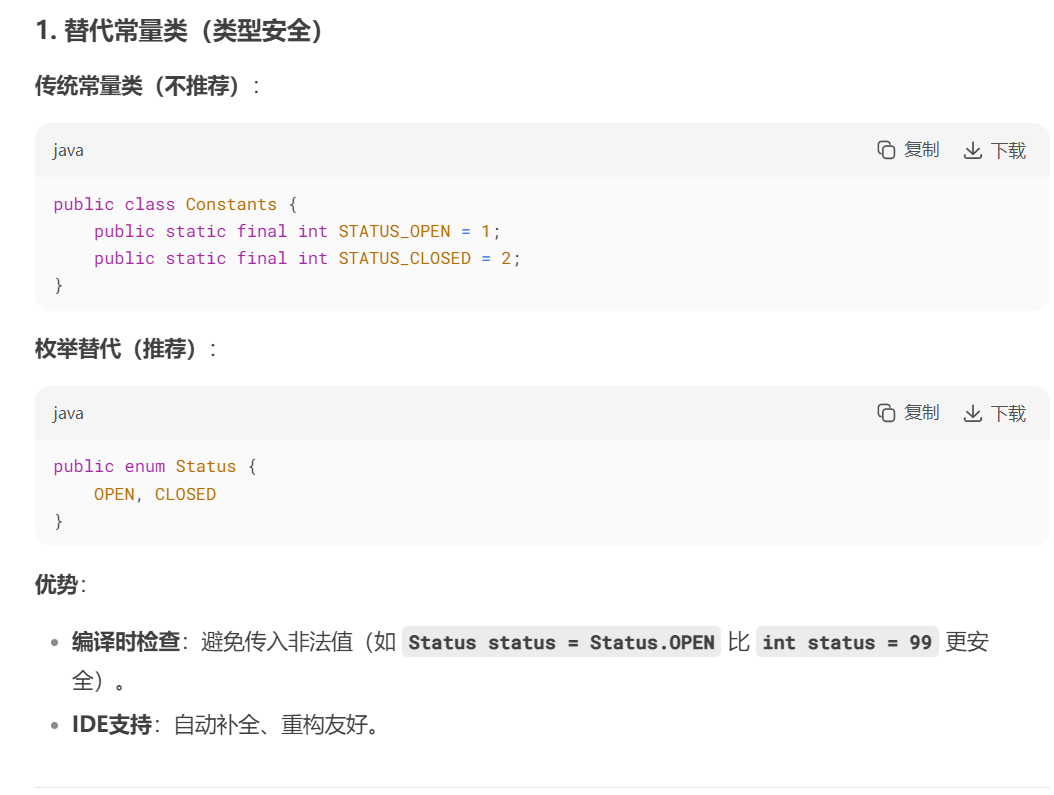 1. 替代常量类（类型安全）
传统常量类（不推荐）:
java 复制 下载
public class Constants {
    public static final int STATUS_OPEN = 1;
    public static final int STATUS_CLOSED = 2;
}
枚举替代（推荐）:
java 复制 下载
public enum Status {
    OPEN, CLOSED
}
优势:
• 编译时检查：避免传入非法值（如 Status status = Status.OPEN 比 int status = 99 更安
全）。
• IDE支持：自动补全、重构友好。